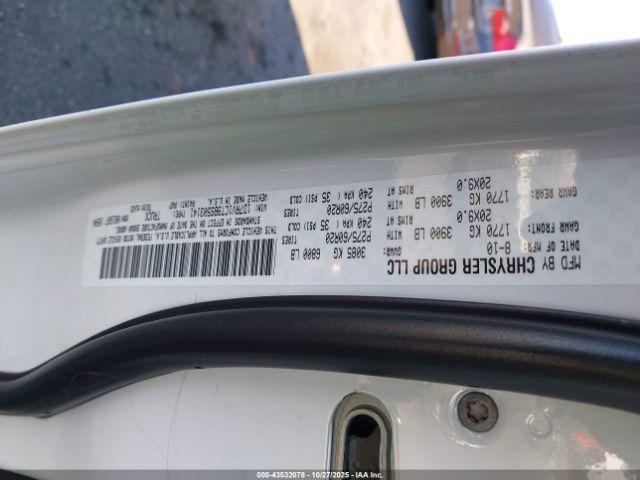 MFD BY CHRYSLER GROUP LLC
DATE OF MFR: 8-10 GVWR: 3085 KG 6800 LB
GAWR FRONT: 1770 KG 3900 LB WITH P275/60R20 TIRES
20X9.0 RIMS AT 240 KPA ( 35 PSI) COLD
GAWR REAR: 1770 KG 3900 LB WITH P275/60R20 TIRES
20X9.0 RIMS AT 240 KPA ( 35 PSI) COLD
THIS VEHICLE CONFORMS TO ALL APPLICABLE U.S.A. FEDERAL MOTOR VEHICLE SAFETY
STANDARDS IN EFFECT ON THE DATE OF MANUFACTURE SHOWN ABOVE
TYPE: TRUCK
VEHICLE MADE IN U.S.A.
000-43532078 — 10/27/2025 — IAA Inc.